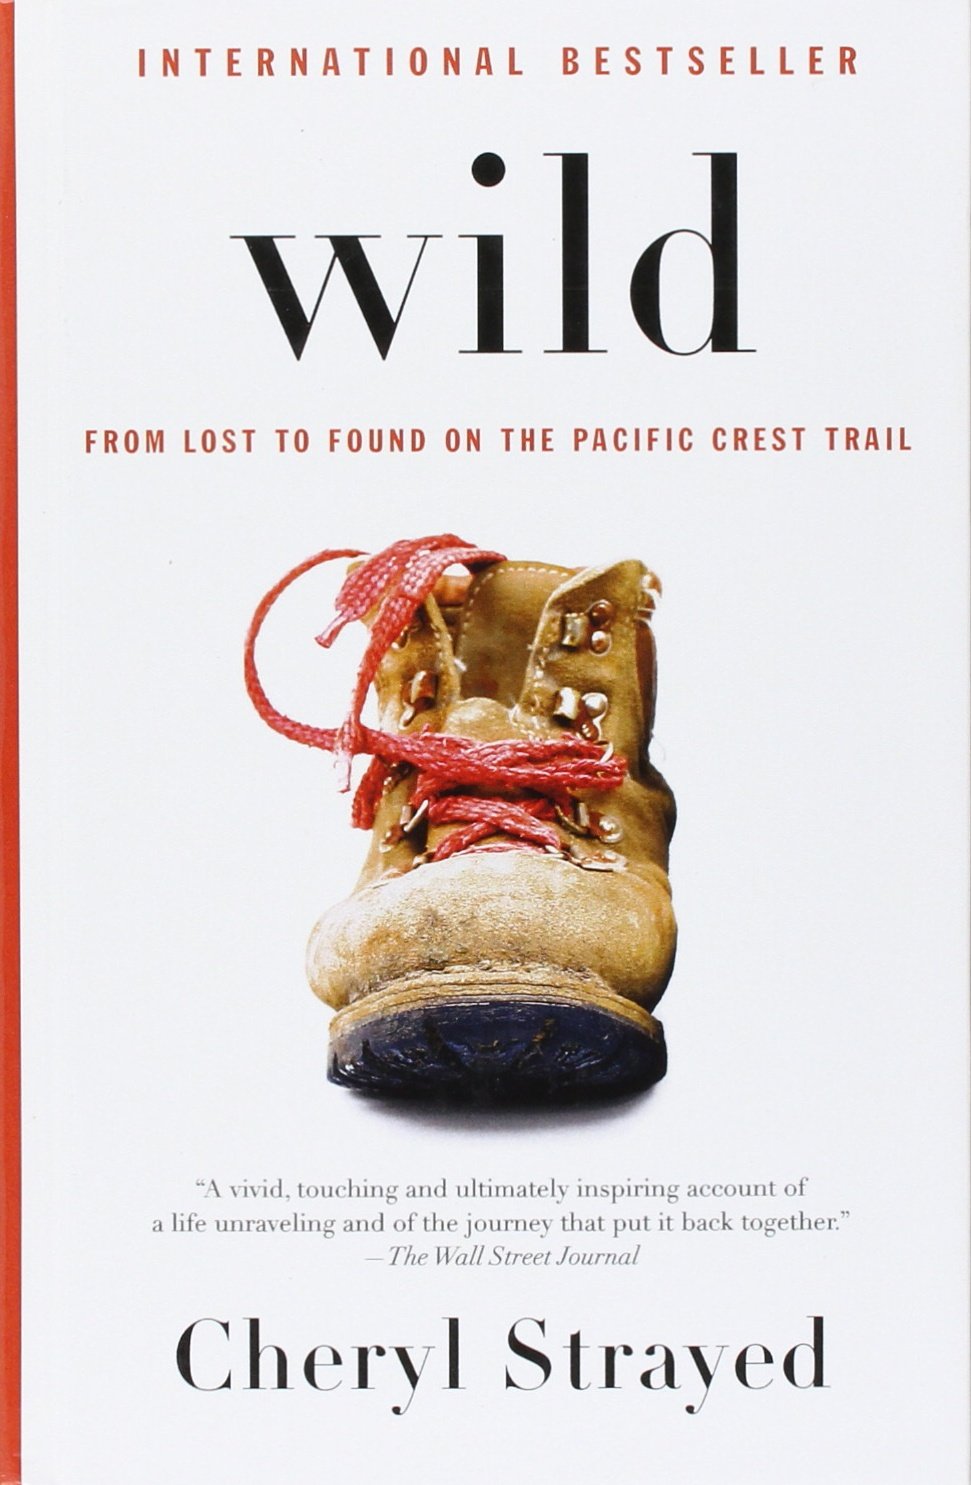 INTERNATIONAL BESTSELLER
wild
FROM LOST TO FOUND ON THE PACIFIC CREST TRAIL
“A vivid, touching and ultimately inspiring account of
a life unraveling and of the journey that put it back together.”
—The Wall Street Journal
Cheryl Strayed